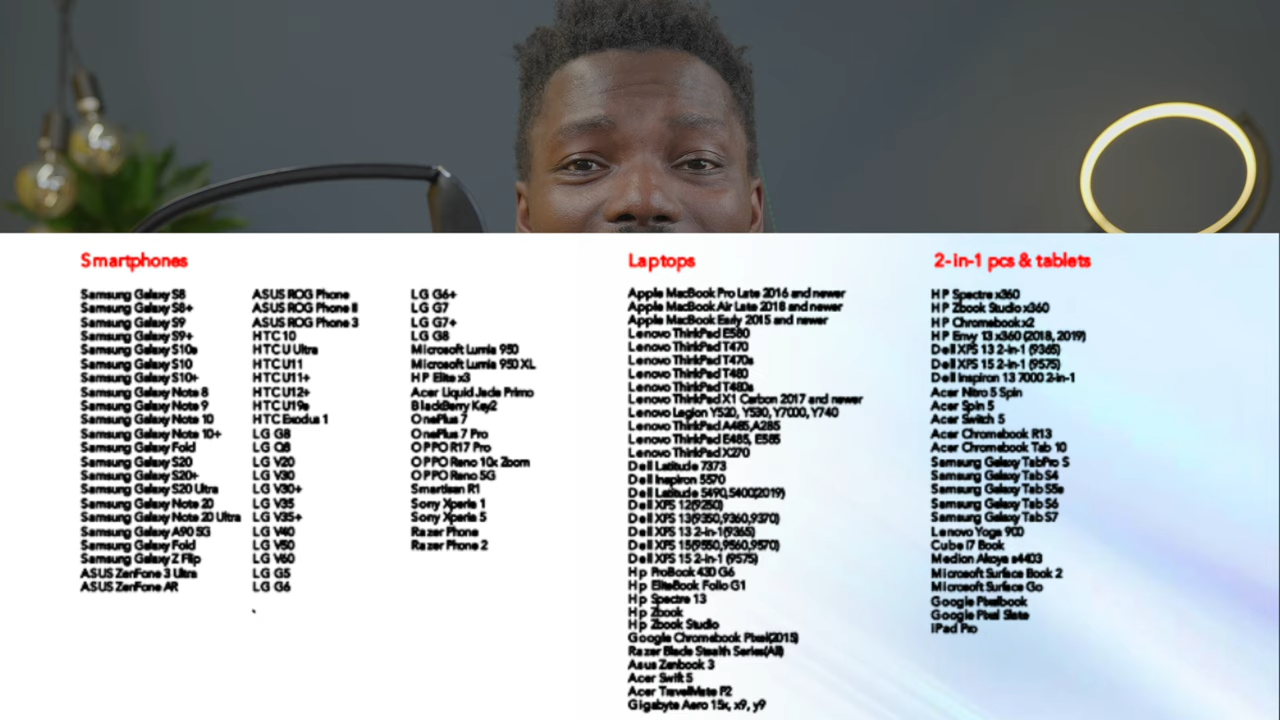 Smartphones
Samsung Galaxy S8
Samsung Galaxy S8+
Samsung Galaxy S9
Samsung Galaxy S9+
Samsung Galaxy S10e
Samsung Galaxy S10
Samsung Galaxy S10+
Samsung Galaxy Note 8
Samsung Galaxy Note 9
Samsung Galaxy Note 10
Samsung Galaxy Note 10+
Samsung Galaxy Fold
Samsung Galaxy S20
Samsung Galaxy S20+
Samsung Galaxy S20 Ultra
Samsung Galaxy Note 20
Samsung Galaxy Note 20 Ultra
Samsung Galaxy A90 5G
Samsung Galaxy Fold
Samsung Galaxy Z Flip
ASUS ZenFone 3 Ultra
ASUS ZenFone AR
ASUS ROG Phone
ASUS ROG Phone II
ASUS ROG Phone 3
HTC 10
HTC U Ultra
HTC U11
HTC U11+
HTC U12+
HTC U19e
HTC Exodus 1
LG G8
LG Q8
LG V20
LG V30
LG V30+
LG V35
LG V35+
LG V40
LG V50
LG V60
LG G5
LG G6
LG G6+
LG G7
LG G7+
LG G8
Microsoft Lumia 950
Microsoft Lumia 950 XL
HP Elite x3
Acer Liquid Jade Primo
BlackBerry Key2
OnePlus 7
OnePlus 7 Pro
OPPO R17 Pro
OPPO Reno 10x Zoom
OPPO Reno 5G
Smartisan R1
Sony Xperia 1
Sony Xperia 5
Razer Phone
Razer Phone 2
Laptops
Apple MacBook Pro Late 2016 and newer
Apple MacBook Air Late 2018 and newer
Apple MacBook Early 2015 and newer
Lenovo ThinkPad E580
Lenovo ThinkPad T470
Lenovo ThinkPad T470s
Lenovo ThinkPad T480
Lenovo ThinkPad T480s
Lenovo ThinkPad X1 Carbon 2017 and newer
Lenovo Legion Y520, Y530, Y7000, Y740
Lenovo ThinkPad A485,A285
Lenovo ThinkPad E485, E585
Lenovo ThinkPad X270
Dell Latitude 7373
Dell Inspiron 5570
Dell Latitude 5490,5400(2019)
Dell XPS 12(9250)
Dell XPS 13(9350,9360,9370)
Dell XPS 13 2-in-1(9365)
Dell XPS 15(9550,9560,9570)
Dell XPS 15 2-in-1 (9575)
Hp ProBook 430 G6
Hp EliteBook Folio G1
Hp Spectre 13
Hp Zbook
Hp Zbook Studio
Google Chromebook Pixel(2015)
Razer Blade Stealth Series(All)
Asus Zenbook 3
Acer Swift 5
Acer TravelMate P2
Gigabyte Aero 15x, x9, y9
2-in-1 pcs & tablets
HP Spectre x360
HP Zbook Studio x360
HP Chromebook x2
HP Envy 13 x360 (2018, 2019)
Dell XPS 13 2-in-1 (9365)
Dell XPS 15 2-in-1 (9575)
Dell Inspiron 13 7000 2-in-1
Acer Nitro 5 Spin
Acer Spin 5
Acer Switch 5
Acer Chromebook R13
Acer Chromebook Tab 10
Samsung Galaxy TabPro S
Samsung Galaxy Tab S4
Samsung Galaxy Tab S5e
Samsung Galaxy Tab S6
Samsung Galaxy Tab S7
Lenovo Yoga 900
Cube i7 Book
Medion Akoya s4403
Microsoft Surface Book 2
Microsoft Surface Go
Google Pixelbook
Google Pixel Slate
iPad Pro